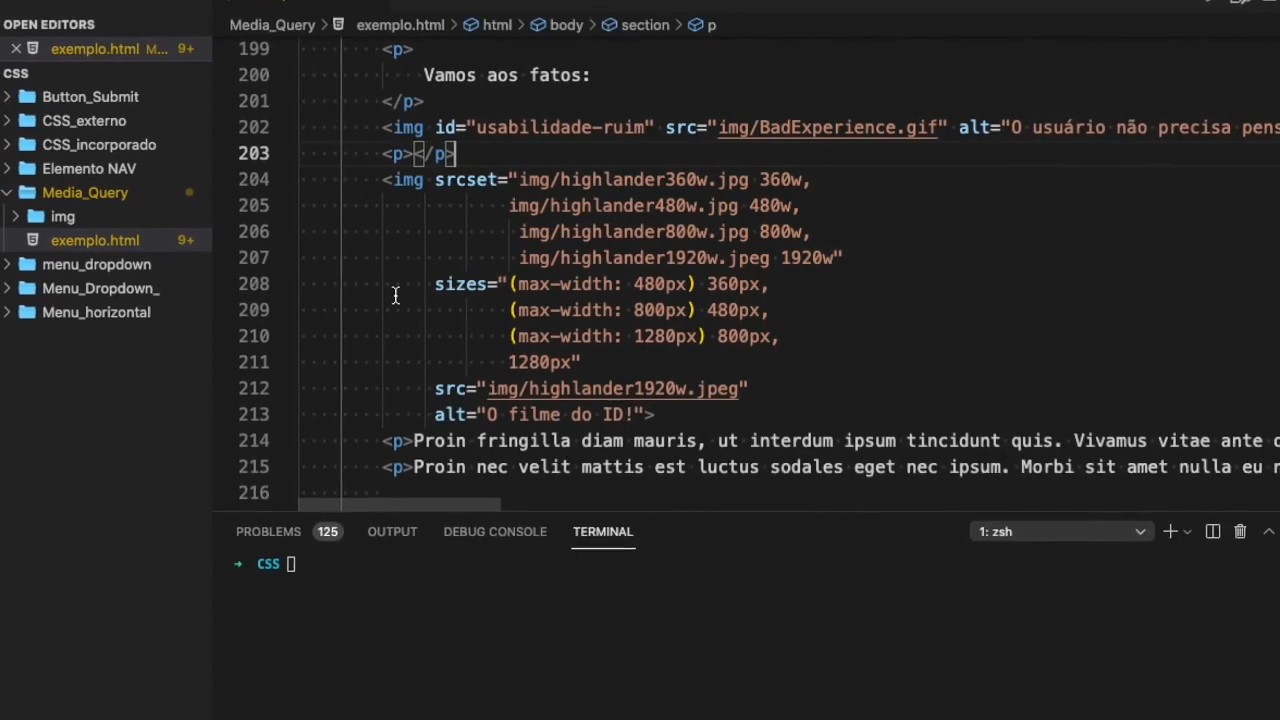 OPEN EDITORS
exemplo.html M... 9+
CSS
Button_Submit
CSS_externo
CSS_incorporado
Elemento NAV
Media_Query
img
exemplo.html 9+
menu_dropdown
Menu_Dropdown_
Menu_horizontal
Media_Query > exemplo.html > html > body > section > p
199 <p>
200 Vamos aos fatos:
201 </p>
202 <img id="usabilidade-ruim" src="img/BadExperience.gif" alt="O usuário não precisa pens
203 <p></p>
204 <img srcset="img/highlander360w.jpg 360w,
205 img/highlander480w.jpg 480w,
206 img/highlander800w.jpg 800w,
207 img/highlander1920w.jpeg 1920w"
208 sizes="(max-width: 480px) 360px,
209 (max-width: 800px) 480px,
210 (max-width: 1280px) 800px,
211 1280px"
212 src="img/highlander1920w.jpeg"
213 alt="O filme do ID!">
214 <p>Proin fringilla diam mauris, ut interdum ipsum tincidunt quis. Vivamus vitae ante
215 <p>Proin nec velit mattis est luctus sodales eget nec ipsum. Morbi sit amet nulla eu
216
PROBLEMS 125 OUTPUT DEBUG CONSOLE TERMINAL 1: zsh
→ CSS